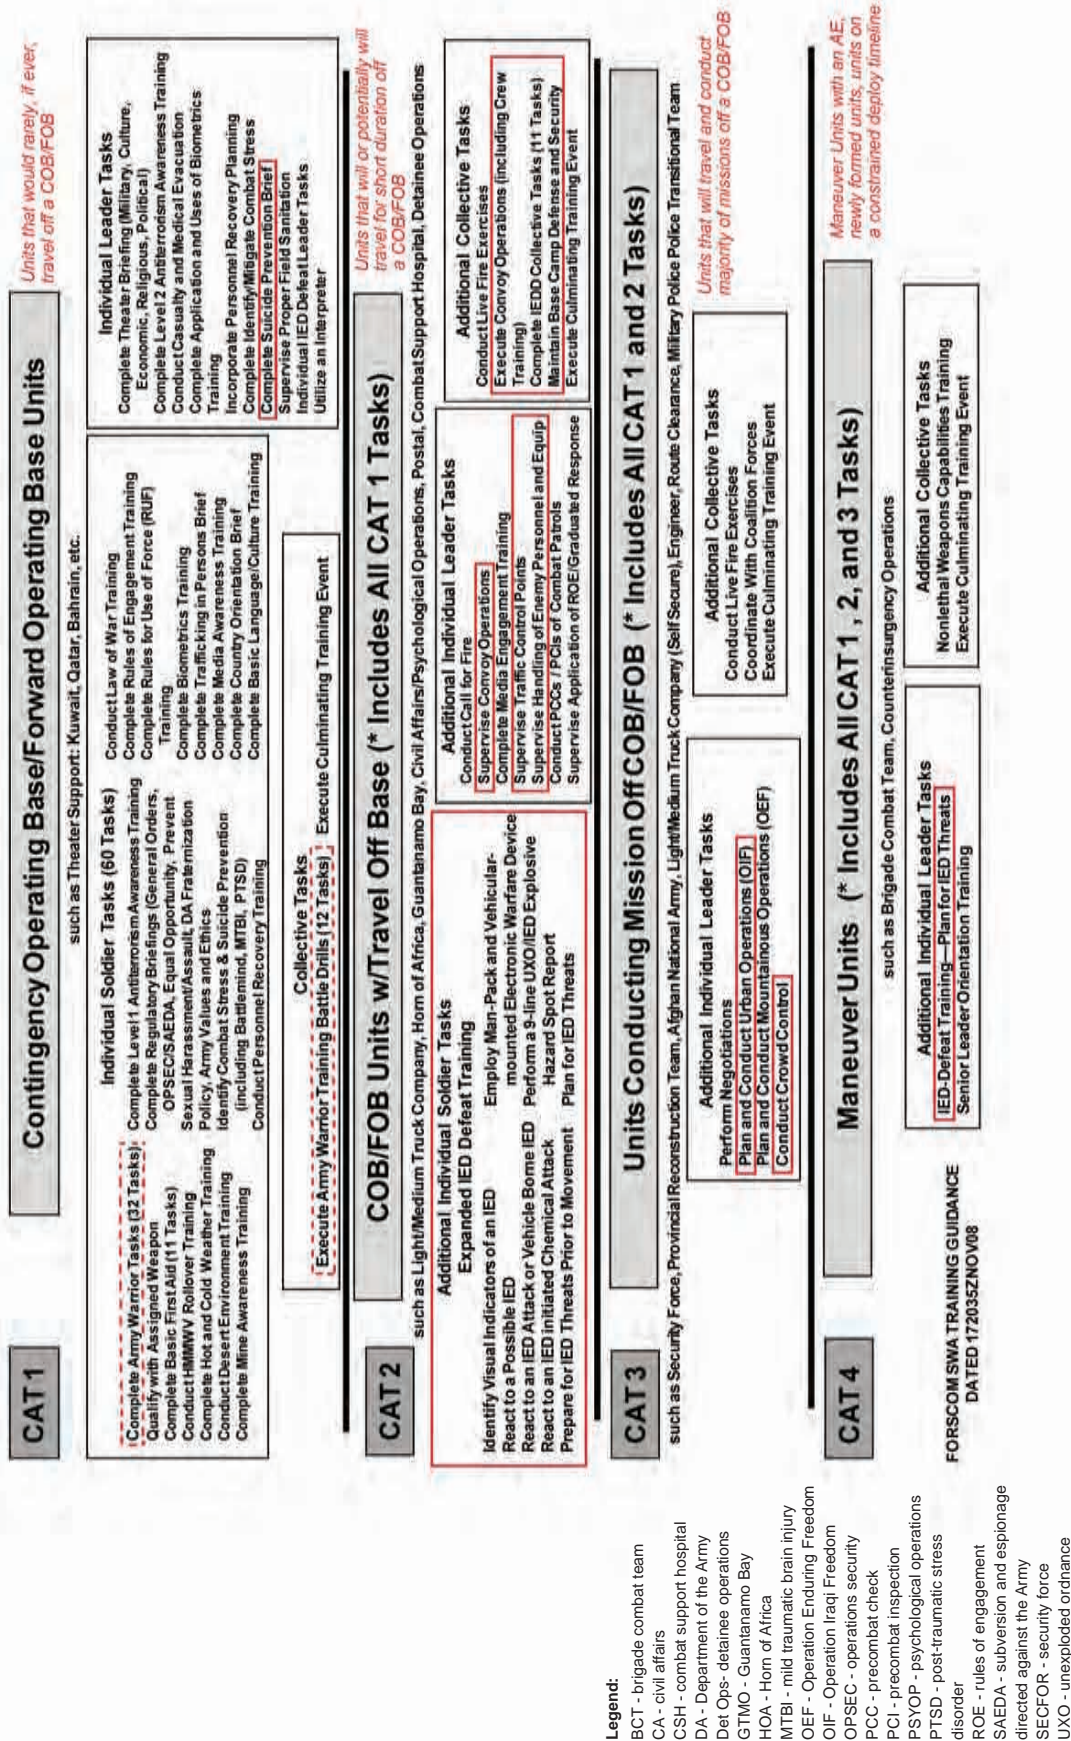 CAT1
Contingency Operating Base/Forward Operating Base Units
Units that would rarely, if ever,
travel off a COB/FOB
such as Theater Support: Kuwait, Qatar, Bahrain, etc.
Individual Soldier Tasks (60 Tasks)
Complete Army Warrior Tasks (32 Tasks)
Qualify with Assigned Weapon
Complete Basic First Aid (11 Tasks)
Conduct HMMWV Rollover Training
Complete Hot and Cold Weather Training
Conduct Desert Environment Training
Complete Mine Awareness Training
Complete Level 1 Antiterrorism Awareness Training
Complete Regulatory Briefings (General Orders,
OPSEC/SAEDA, Equal Opportunity, Prevent
Sexual Harassment/Assault, DA Fraternization
Policy, Army Values and Ethics
Identify Combat Stress & Suicide Prevention
(including Battlemind, MTBI, PTSD)
Conduct Personnel Recovery Training
Conduct Law of War Training
Complete Rules of Engagement Training
Complete Rules for Use of Force (RUF)
Training
Complete Biometrics Training
Complete Trafficking in Persons Brief
Complete Media Awareness Training
Complete Country Orientation Brief
Complete Basic Language/Culture Training
Individual Leader Tasks
Complete Theater Briefing (Military, Culture,
Economic, Religious, Political)
Complete Level 2 Antiterrorism Awareness Training
Conduct Casualty and Medical Evacuation
Complete Application and Uses of Biometrics
Training
Incorporate Personnel Recovery Planning
Complete Identify/Mitigate Combat Stress
Complete Suicide Prevention Brief
Supervise Proper Field Sanitation
Individual IED Defeat Leader Tasks
Utilize an Interpreter
Collective Tasks
Execute Army Warrior Training Battle Drills (12 Tasks) Execute Culminating Training Event
CAT2
COB/FOB Units w/Travel Off Base (* Includes All CAT 1 Tasks)
Units that will or potentially will
travel for short duration off
a COB/FOB
such as Light/Medium Truck Company, Horn of Africa, Guantanamo Bay, Civil Affairs/Psychological Operations, Postal, Combat Support Hospital, Detainee Operations
Additional Individual Soldier Tasks
Expanded IED Defeat Training
Identify Visual Indicators of an IED
React to a Possible IED
React to an IED Attack or Vehicle Borne IED
React to an IED initiated Chemical Attack
Prepare for IED Threats Prior to Movement
Employ Man-Pack and Vehicular-
mounted Electronic Warfare Device
Perform a 9-line UXO/IED Explosive
Hazard Spot Report
Plan for IED Threats
Additional Individual Leader Tasks
Conduct Call for Fire
Supervise Convoy Operations
Complete Media Engagement Training
Supervise Traffic Control Points
Supervise Handling of Enemy Personnel and Equip
Conduct PCCs / PCIs of Combat Patrols
Supervise Application of ROE/Graduated Response
Additional Collective Tasks
Conduct Live Fire Exercises
Execute Convoy Operations (including Crew
Training)
Complete IEDD Collective Tasks (11 Tasks)
Maintain Base Camp Defense and Security
Execute Culminating Training Event
CAT3
Units Conducting Mission Off COB/FOB (* Includes All CAT 1 and 2 Tasks)
such as Security Force, Provincial Reconstruction Team, Afghan National Army, Light/Medium Truck Company (Self Secure), Engineer, Route Clearance, Military Police Transitional Team
Units that will travel and conduct
majority of missions off a COB/FOB
Additional Individual Leader Tasks
Perform Negotiations
Plan and Conduct Urban Operations (OIF)
Plan and Conduct Mountainous Operations (OEF)
Conduct Crowd Control
Additional Collective Tasks
Conduct Live Fire Exercises
Coordinate With Coalition Forces
Execute Culminating Training Event
CAT4
Maneuver Units (* Includes All CAT 1, 2, and 3 Tasks)
Maneuver Units with an AE,
newly formed units, units on
a constrained deploy timeline
such as Brigade Combat Team, Counterinsurgency Operations
Additional Individual Leader Tasks
IED-Defeat Training—Plan for IED Threats
Senior Leader Orientation Training
Additional Collective Tasks
Nonlethal Weapons Capabilities Training
Execute Culminating Training Event
FORSCOM SWA TRAINING GUIDANCE
DATED 172035ZNOV08
Legend:
BCT - brigade combat team
CA - civil affairs
CSH - combat support hospital
DA - Department of the Army
Det Ops- detainee operations
GTMO - Guantanamo Bay
HOA - Horn of Africa
MTBI - mild traumatic brain injury
OEF - Operation Enduring Freedom
OIF - Operation Iraqi Freedom
OPSEC - operations security
PCC - precombat check
PCI - precombat inspection
PSYOP - psychological operations
PTSD - post-traumatic stress
disorder
ROE - rules of engagement
SAEDA - subversion and espionage
directed against the Army
SECFOR - security force
UXO - unexploded ordnance